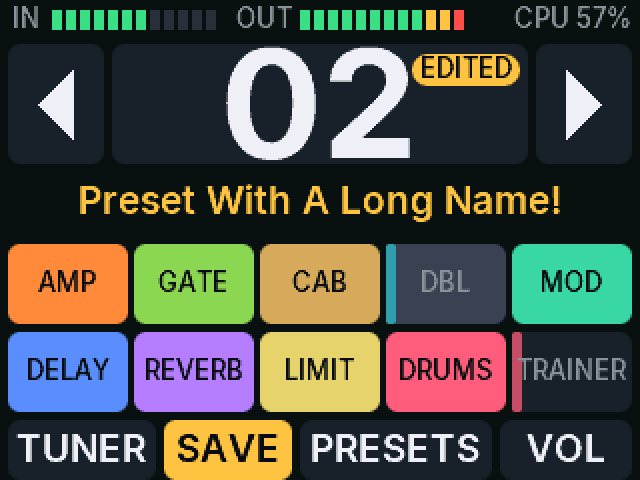 IN OUT CPU 57%
02 EDITED
Preset With A Long Name!
AMP GATE CAB DBL MOD
DELAY REVERB LIMIT DRUMS TRAINER
TUNER SAVE PRESETS VOL